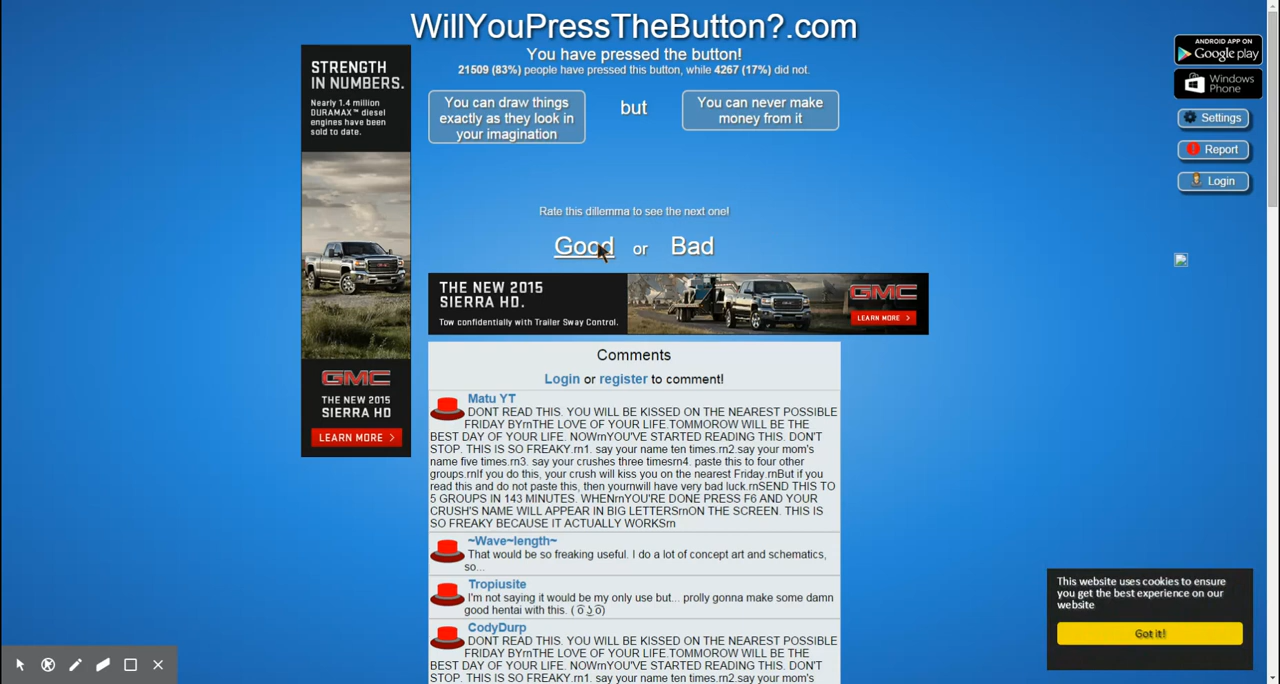 WillYouPressTheButton?.com
You have pressed the button!
21509 (83%) people have pressed this button, while 4267 (17%) did not.
You can draw things
exactly as they look in
your imagination
but
You can never make
money from it
Rate this dillemma to see the next one!
Good or Bad
STRENGTH
IN NUMBERS.
Nearly 1.4 million
DURAMAX™ diesel
engines have been
sold to date.
GMC
THE NEW 2015
SIERRA HD
LEARN MORE >
THE NEW 2015
SIERRA HD.
Tow confidentially with Trailer Sway Control.
GMC
LEARN MORE >
Comments
Login or register to comment!
Matu YT
DONT READ THIS. YOU WILL BE KISSED ON THE NEAREST POSSIBLE
FRIDAY BYrnTHE LOVE OF YOUR LIFE.TOMMOROW WILL BE THE
BEST DAY OF YOUR LIFE. NOWrnYOU'VE STARTED READING THIS. DON'T
STOP. THIS IS SO FREAKY.rn1. say your name ten times.rn2.say your mom's
name five times.rn3. say your crushes three timesrn4. paste this to four other
groups.rnIf you do this, your crush will kiss you on the nearest Friday.rnBut if you
read this and do not paste this, then yournwill have very bad luck.rnSEND THIS TO
5 GROUPS IN 143 MINUTES. WHENrnYOU'RE DONE PRESS F6 AND YOUR
CRUSH'S NAME WILL APPEAR IN BIG LETTERSrnON THE SCREEN. THIS IS
SO FREAKY BECAUSE IT ACTUALLY WORKSrn
~Wave~length~
That would be so freaking useful. I do a lot of concept art and schematics,
so...
Tropiusite
I'm not saying it would be my only use but... prolly gonna make some damn
good hentai with this. ( ͡° ͜ʖ ͡°)
CodyDurp
DONT READ THIS. YOU WILL BE KISSED ON THE NEAREST POSSIBLE
FRIDAY BYrnTHE LOVE OF YOUR LIFE.TOMMOROW WILL BE THE
BEST DAY OF YOUR LIFE. NOWrnYOU'VE STARTED READING THIS. DON'T
STOP. THIS IS SO FREAKY.rn1. say your name ten times.rn2.say your mom's
ANDROID APP ON
Google play
Windows
Phone
Settings
Report
Login
This website uses cookies to ensure
you get the best experience on our
website
Got it!